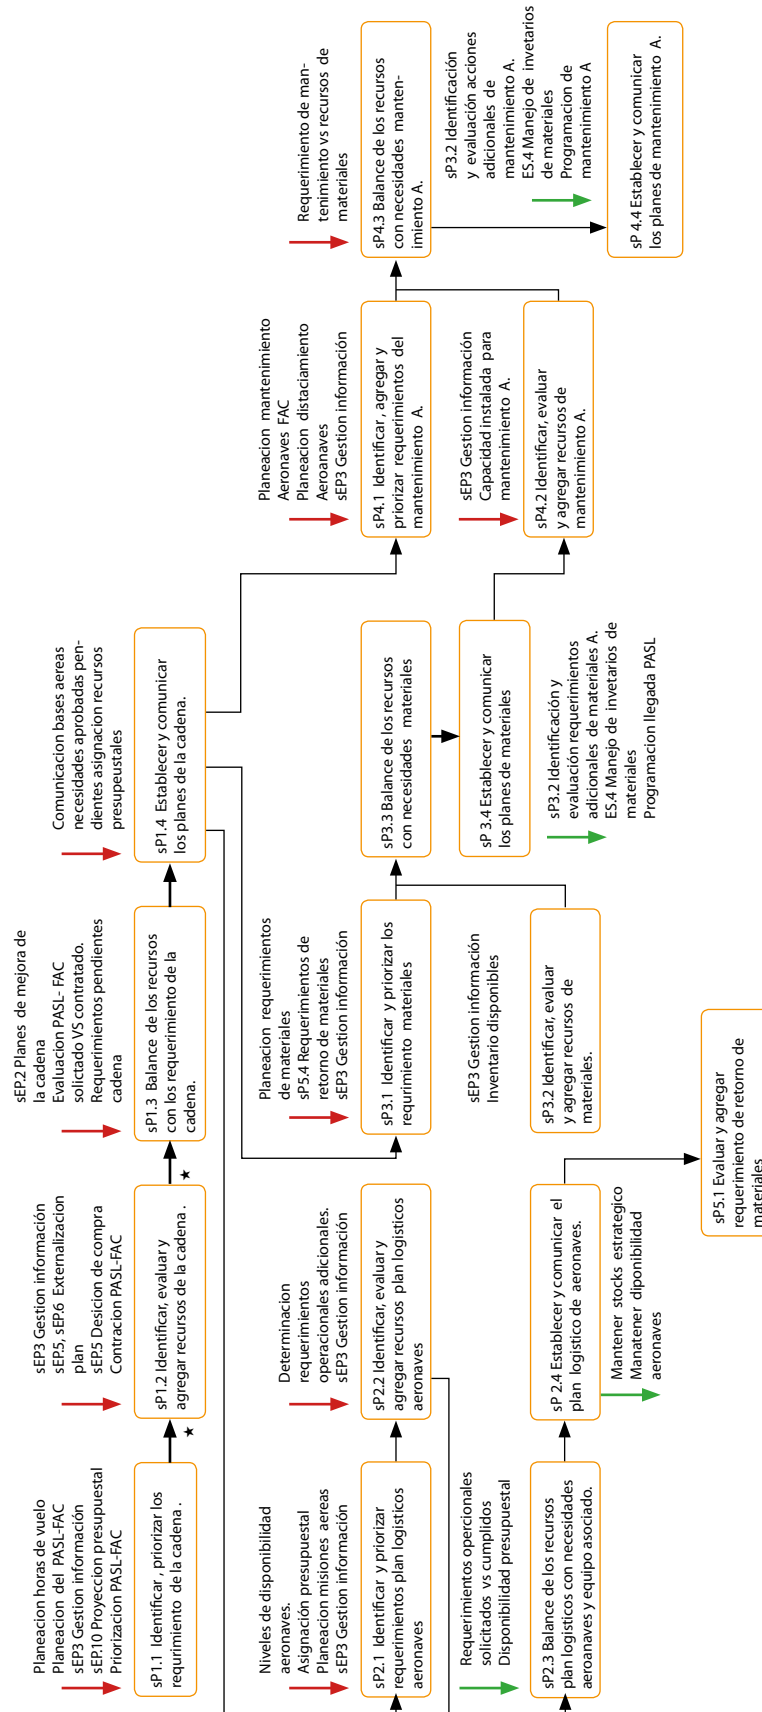 Planeacion horas de vuelo
Planeacion del PASL-FAC
sEP3 Gestion información
sEP.10 Proyeccion presupuestal
Priorizacion PASL-FAC
sP1.1 Identificar , priorizar los
requrimiento de la cadena .
sEP3 Gestion información
sEP.5, sEP.6 Externalizacion
plan
sEP.5 Desicion de compra
Contracion PASL-FAC
sP1.2 Identificar, evaluar y
agregar recursos de la cadena .
★
★
sEP.2 Planes de mejora de
la cadena
Evaluacion PASL- FAC
solictado VS contratado.
Requerimientos pendientes
cadena
sP1.3 Balance de los recursos
con los requerimiento de la
cadena.
Comunicacion bases aereas
necesidades aprobadas pen-
dientes asignacion recursos
presupeustales
sP1.4 Establecer y comunicar
los planes de la cadena.
Niveles de disponibilidad
aeronaves.
Asignación presupuestal
Planeacion misiones aereas
sEP3 Gestión información
sP2.1 Identificar y priorizar
requerimientos plan logisticos
aeronaves
Determinacion
requerimientos
operacionales adicionales.
sEP3 Gestión información
sP2.2 Identificar, evaluar y
agregar recursos plan logisticos
aeronaves
Planeacion requerimientos
de materiales
sP5.4 Requerimientos de
retorno de materiales
sEP3 Gestion información
sP3.1 Identificar y priorizar los
requrimiento materiales
sP3.3 Balance de los recursos
con necesidades materiales
Planeacion mantenimiento
Aeronaves FAC
Planeacion distaciamiento
Aeroanaves
sEP3 Gestion información
sP4.1 Identificar, agregar y
priorizar requerimientos del
mantenimiento A.
Requerimiento de man-
tenimiento vs recursos de
materiales
sP4.3 Balance de los recursos
con necesidades manten-
imiento A.
Requerimientos opercionales
solicitados vs cumplidos
Disponibilidad presupuestal
sP2.3 Balance de los recursos
plan logisticos con necesidades
aeroanaves y equipo asociado.
sP 2.4 Establecer y comunicar el
plan logistico de aeronaves.
Mantener stocks estrategico
Manatener diponibilidad
aeronaves
sEP3 Gestion información
Inventario disponibles
sP3.2 Identificar, evaluar
y agregar recursos de
materiales.
sP 3.4 Establecer y comunicar
los planes de materiales
sP3.2 Identificación y
evaluación requerimientos
adicionales de materiales A.
ES.4 Manejo de invetarios de
materiales
Programacion llegada PASL
sEP3 Gestion información
Capacidad instalada para
mantenimiento A.
sP4.2 Identificar, evaluar
y agregar recursos de
mantenimiento A.
sP3.2 Identificación
y evaluación acciones
adicionales de
mantenimiento A.
ES.4 Manejo de invetarios
de materiales
Programacion de
mantenimiento A
sP 4.4 Establecer y comunicar
los planes de mantenimiento A.
sP5.1 Evaluar y agregar
requerimiento de retorno de
materiales